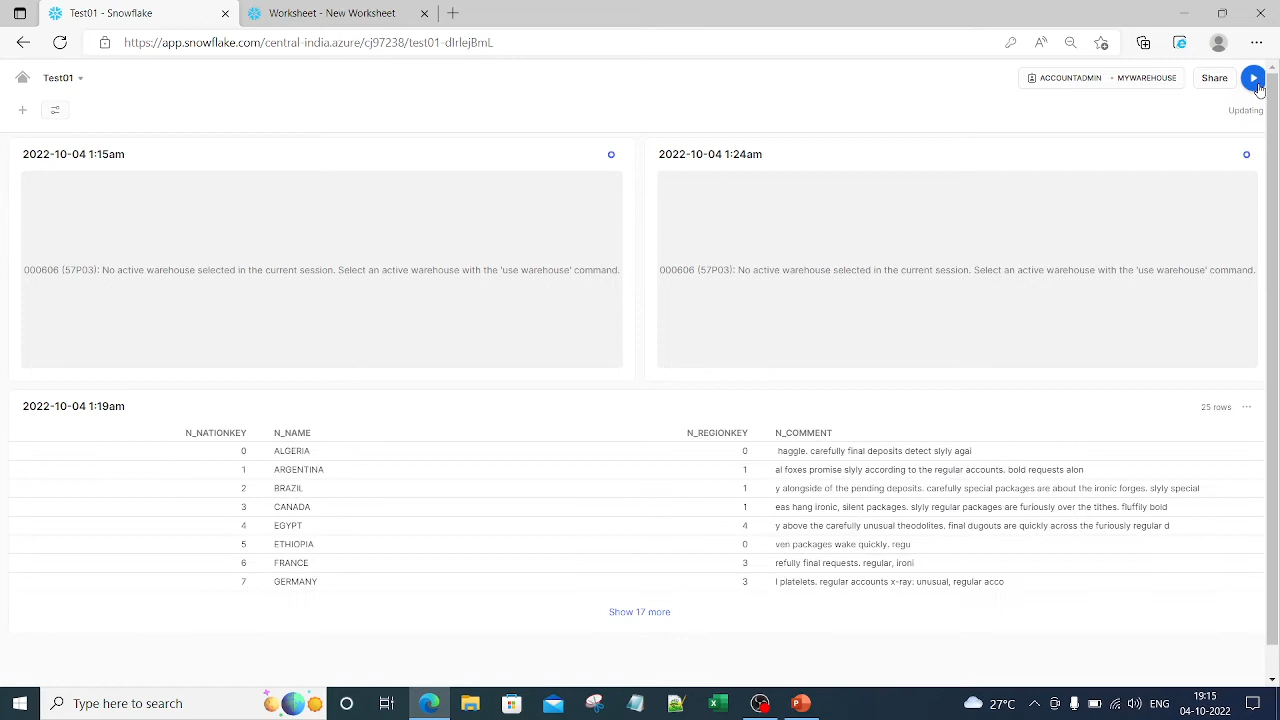 Test01 - Snowflake
Worksheet - New Worksheet
https://app.snowflake.com/central-india.azure/cj97238/test01-dIrlejBmL
Test01
ACCOUNTADMIN · MYWAREHOUSE
Share
Updating
2022-10-04 1:15am
2022-10-04 1:24am
000606 (57P03): No active warehouse selected in the current session. Select an active warehouse with the 'use warehouse' command.
000606 (57P03): No active warehouse selected in the current session. Select an active warehouse with the 'use warehouse' command.
2022-10-04 1:19am
25 rows
N_NATIONKEY N_NAME N_REGIONKEY N_COMMENT
0 ALGERIA 0 haggle. carefully final deposits detect slyly agai
1 ARGENTINA 1 al foxes promise slyly according to the regular accounts. bold requests alon
2 BRAZIL 1 y alongside of the pending deposits. carefully special packages are about the ironic forges. slyly special
3 CANADA 1 eas hang ironic, silent packages. slyly regular packages are furiously over the tithes. fluffily bold
4 EGYPT 4 y above the carefully unusual theodolites. final dugouts are quickly across the furiously regular d
5 ETHIOPIA 0 ven packages wake quickly. regu
6 FRANCE 3 refully final requests. regular, ironi
7 GERMANY 3 l platelets. regular accounts x-ray: unusual, regular acco
Show 17 more
Type here to search
27°C
ENG
19:15
04-10-2022